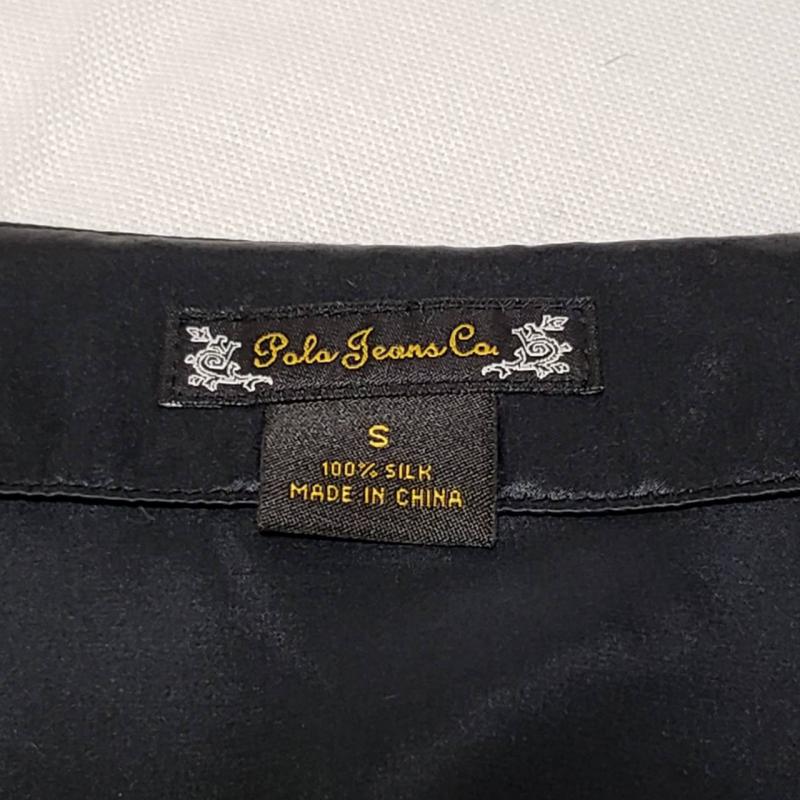 Polo Jeans Co.
S
100% SILK
MADE IN CHINA